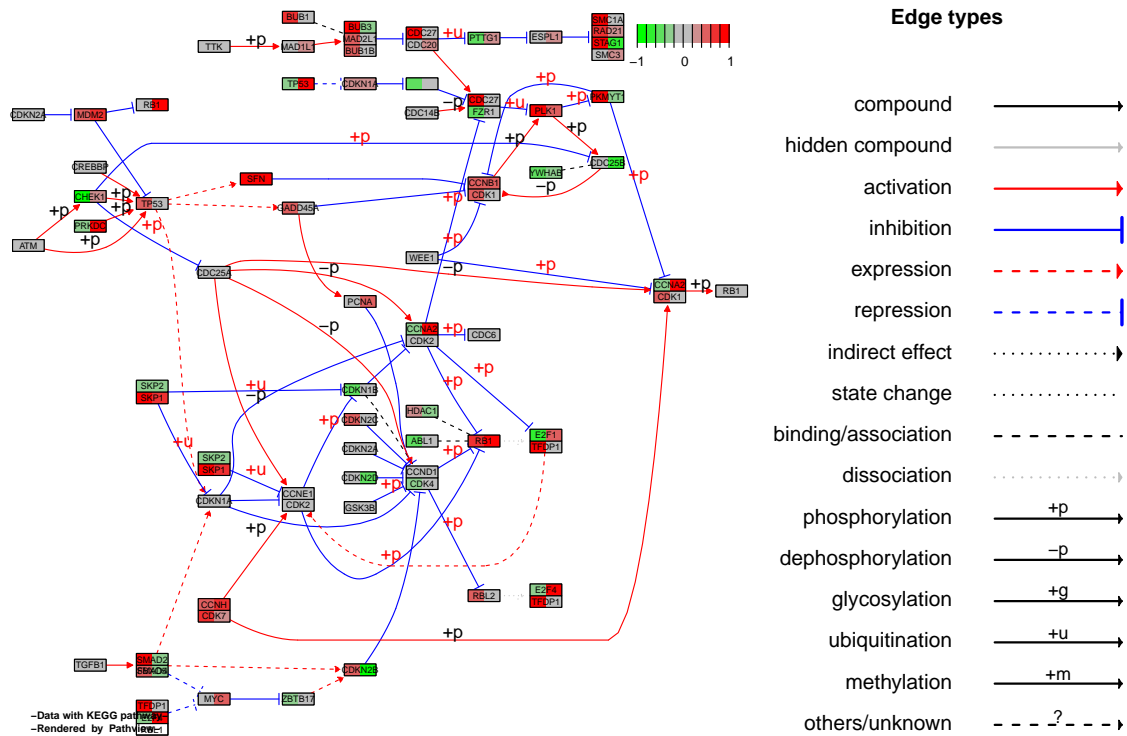 Edge types
BUB1
TTK
+p
MAD1L1
BUB3
MAD2L1
BUB1B
CDC27
CDC20
+u
PTTG1
ESPL1
SMC1A
RAD21
STAG1
SMC3
-1 0 1
TP53
CDKN1A
CDC14B
-p
CDC27
FZR1
+u
PLK1
+p
+p
PKMYT1
CDKN2A
MDM2
RB1
compound
hidden compound
activation
inhibition
expression
repression
indirect effect
state change
binding/association
dissociation
phosphorylation
+p
dephosphorylation
−p
glycosylation
+g
ubiquitination
+u
methylation
+m
others/unknown
?
CREBBP
CHEK1
+p
+p
+p
TP53
+p
PRKDC
+p
ATM
SFN
GADD45A
+p
+p
CDC25B
YWHAB
−p
CCNB1
CDK1
+p
+p
WEE1
−p
+p
CDC25A
−p
PCNA
−p
CCNA2
CDK1
+p
RB1
CCNA2
CDK2
+p
CDC6
+p
+p
SKP2
SKP1
+u
−p
CDKN1B
+u
CDKN2C
+p
CDKN2A
CDKN2D
+p
GSK3B
HDAC1
ABL1
RB1
E2F1
TFDP1
CCND1
CDK4
+p
+p
SKP2
SKP1
+u
CDKN1A
CCNE1
CDK2
+p
+p
RBL2
E2F4
TFDP1
CCNH
CDK7
+p
TGFB1
SMAD2
CDKN2B
MYC
ZBTB17
TFDP1
RBL1
−Data with KEGG pathway−
−Rendered by Pathview−